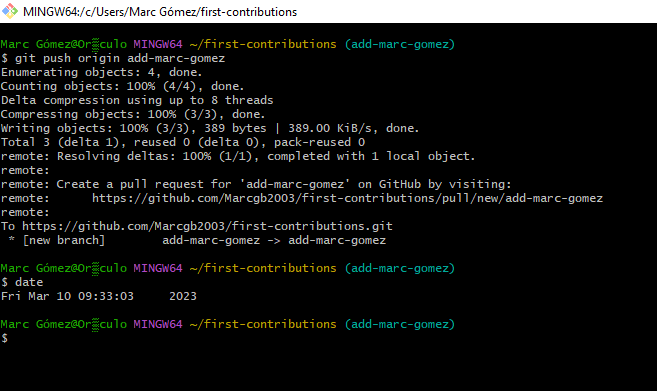 MINGW64:/c/Users/Marc Gómez/first-contributions
Marc Gómez@Or▒culo MINGW64 ~/first-contributions (add-marc-gomez)
$ git push origin add-marc-gomez
Enumerating objects: 4, done.
Counting objects: 100% (4/4), done.
Delta compression using up to 8 threads
Compressing objects: 100% (3/3), done.
Writing objects: 100% (3/3), 389 bytes | 389.00 KiB/s, done.
Total 3 (delta 1), reused 0 (delta 0), pack-reused 0
remote: Resolving deltas: 100% (1/1), completed with 1 local object.
remote:
remote: Create a pull request for 'add-marc-gomez' on GitHub by visiting:
remote:      https://github.com/Marcgb2003/first-contributions/pull/new/add-marc-gomez
remote:
To https://github.com/Marcgb2003/first-contributions.git
 * [new branch]        add-marc-gomez -> add-marc-gomez
Marc Gómez@Or▒culo MINGW64 ~/first-contributions (add-marc-gomez)
$ date
Fri Mar 10 09:33:03     2023
Marc Gómez@Or▒culo MINGW64 ~/first-contributions (add-marc-gomez)
$